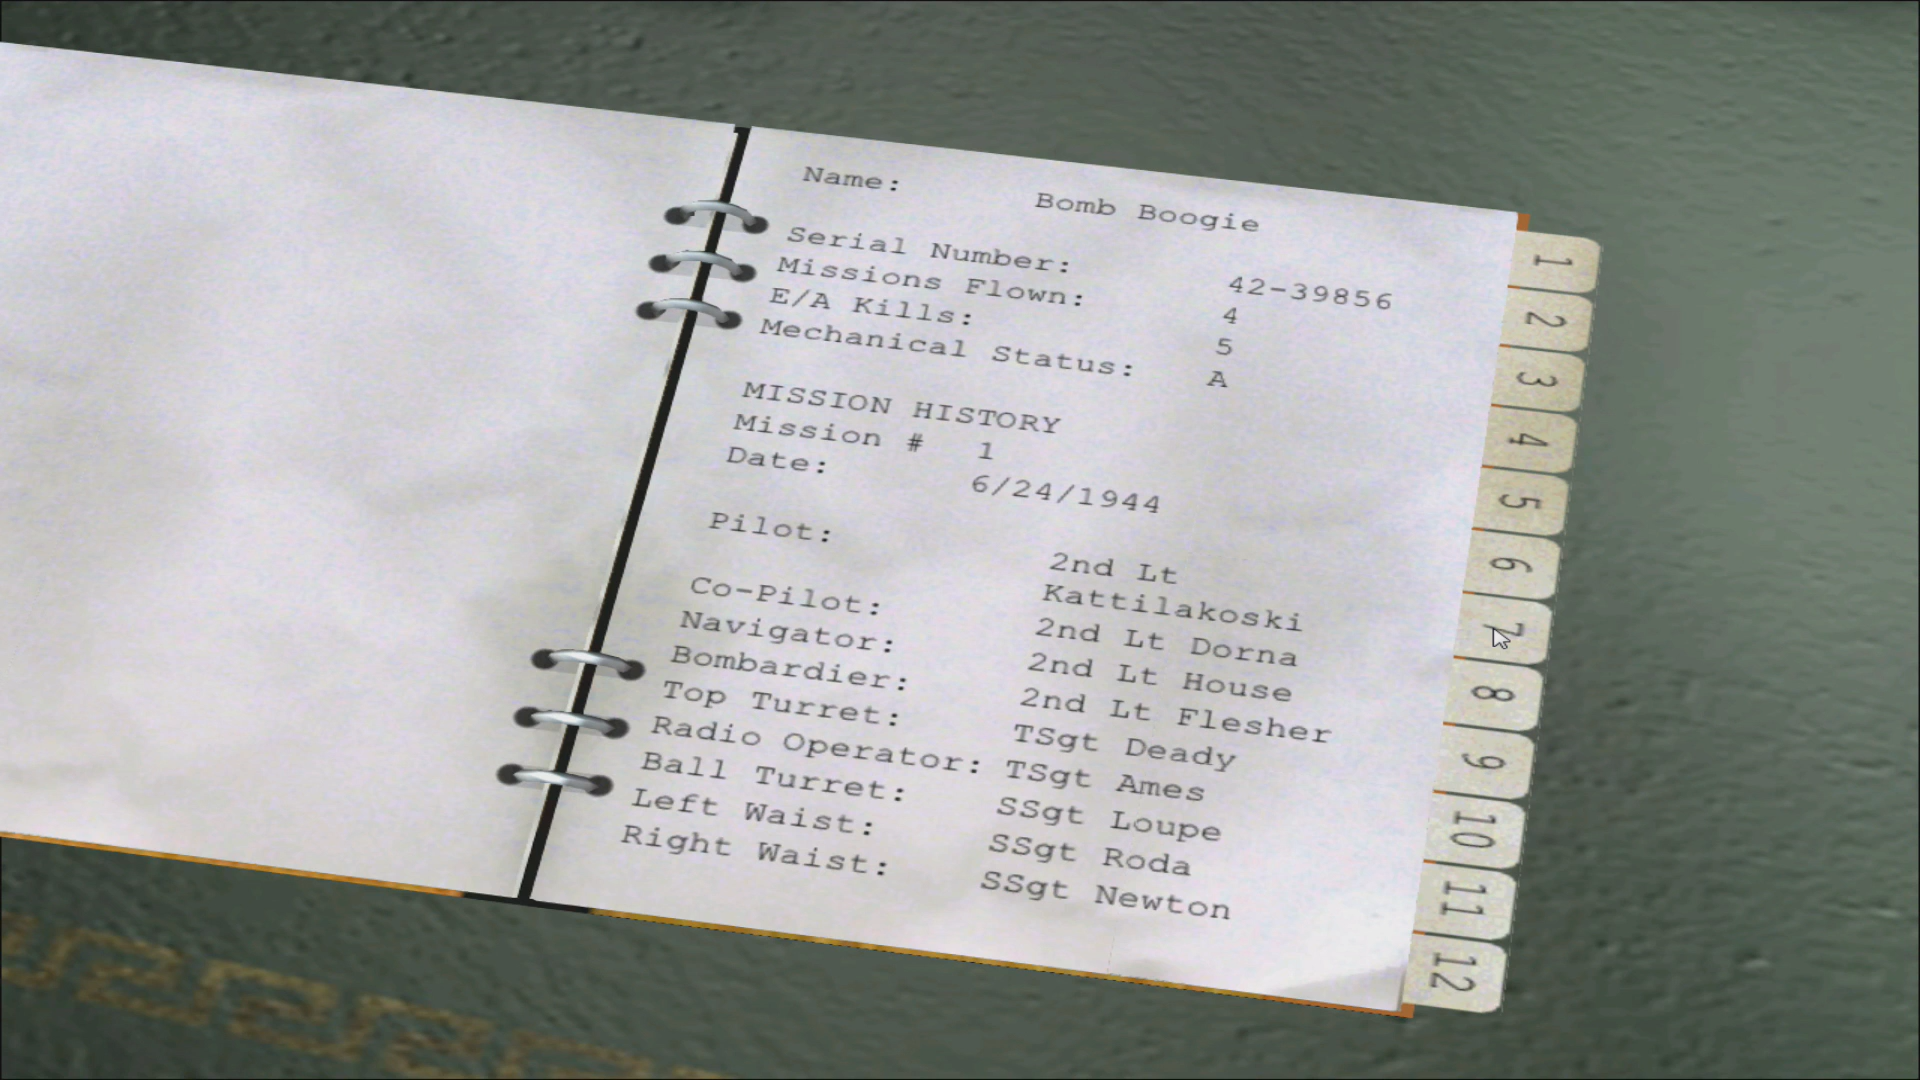 Name: Bomb Boogie
Serial Number: 42-39856
Missions Flown: 4
E/A Kills: 5
Mechanical Status: A
MISSION HISTORY
Mission # 1
Date: 6/24/1944
Pilot: 2nd Lt
Kattilakoski
Co-Pilot: 2nd Lt Dorna
Navigator: 2nd Lt House
Bombardier: 2nd Lt Flesher
Top Turret: TSgt Deady
Radio Operator: TSgt Ames
Ball Turret: SSgt Loupe
Left Waist: SSgt Roda
Right Waist: SSgt Newton
1
2
3
4
5
6
7
8
9
10
11
12